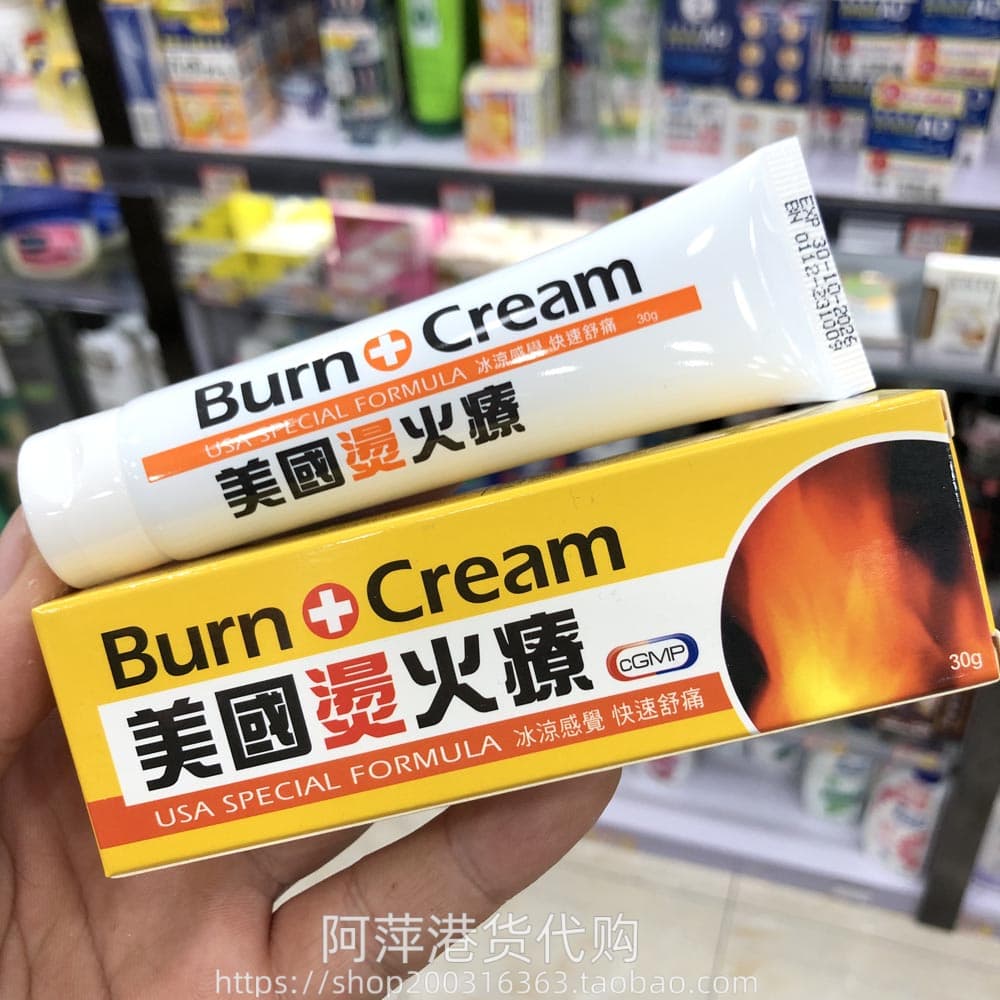 EXP 30-10-2026
BN 0112-231009
Burn Cream
USA SPECIAL FORMULA 冰涼感覺 快速舒痛 30g
美國燙火療
Burn Cream
美國燙火療 CGMP
USA SPECIAL FORMULA 冰涼感覺 快速舒痛
30g
阿萍港货代购
https://shop200316363.taobao.com